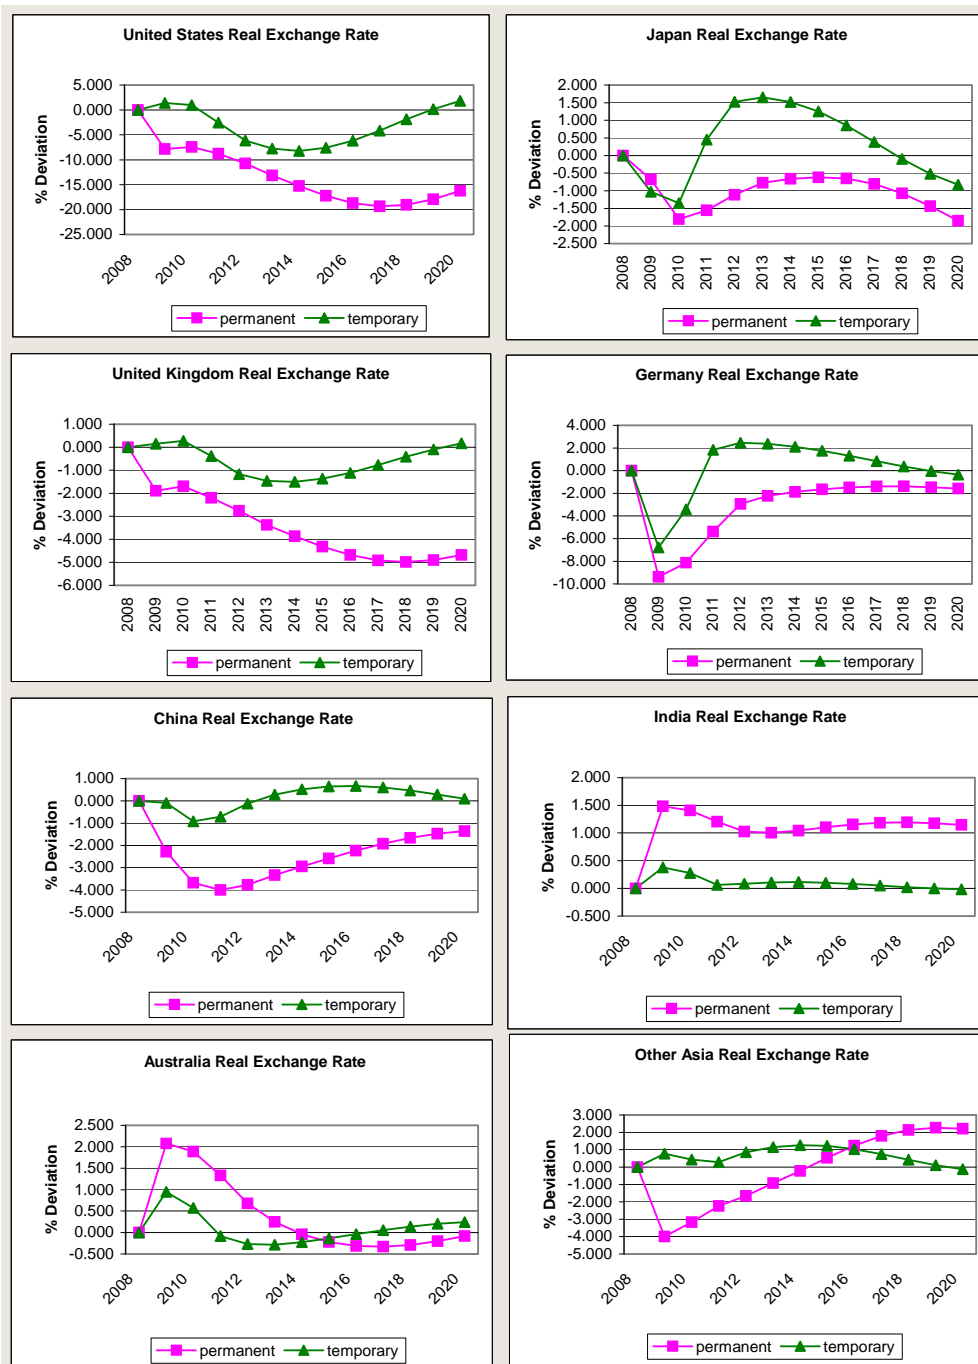 United States Real Exchange Rate
% Deviation
5.000
0.000
-5.000
-10.000
-15.000
-20.000
-25.000
2008 2010 2012 2014 2016 2018 2020
permanent temporary
Japan Real Exchange Rate
% Deviation
2.000
1.500
1.000
0.500
0.000
-0.500
-1.000
-1.500
-2.000
-2.500
2008 2009 2010 2011 2012 2013 2014 2015 2016 2017 2018 2019 2020
permanent temporary
United Kingdom Real Exchange Rate
% Deviation
1.000
0.000
-1.000
-2.000
-3.000
-4.000
-5.000
-6.000
2008 2009 2010 2011 2012 2013 2014 2015 2016 2017 2018 2019 2020
permanent temporary
Germany Real Exchange Rate
% Deviation
4.000
2.000
0.000
-2.000
-4.000
-6.000
-8.000
-10.000
2008 2009 2010 2011 2012 2013 2014 2015 2016 2017 2018 2019 2020
permanent temporary
China Real Exchange Rate
% Deviation
1.000
0.000
-1.000
-2.000
-3.000
-4.000
-5.000
2008 2010 2012 2014 2016 2018 2020
permanent temporary
India Real Exchange Rate
% Deviation
2.000
1.500
1.000
0.500
0.000
-0.500
2008 2010 2012 2014 2016 2018 2020
permanent temporary
Australia Real Exchange Rate
% Deviation
2.500
2.000
1.500
1.000
0.500
0.000
-0.500
2008 2010 2012 2014 2016 2018 2020
permanent temporary
Other Asia Real Exchange Rate
% Deviation
3.000
2.000
1.000
0.000
-1.000
-2.000
-3.000
-4.000
-5.000
2008 2010 2012 2014 2016 2018 2020
permanent temporary